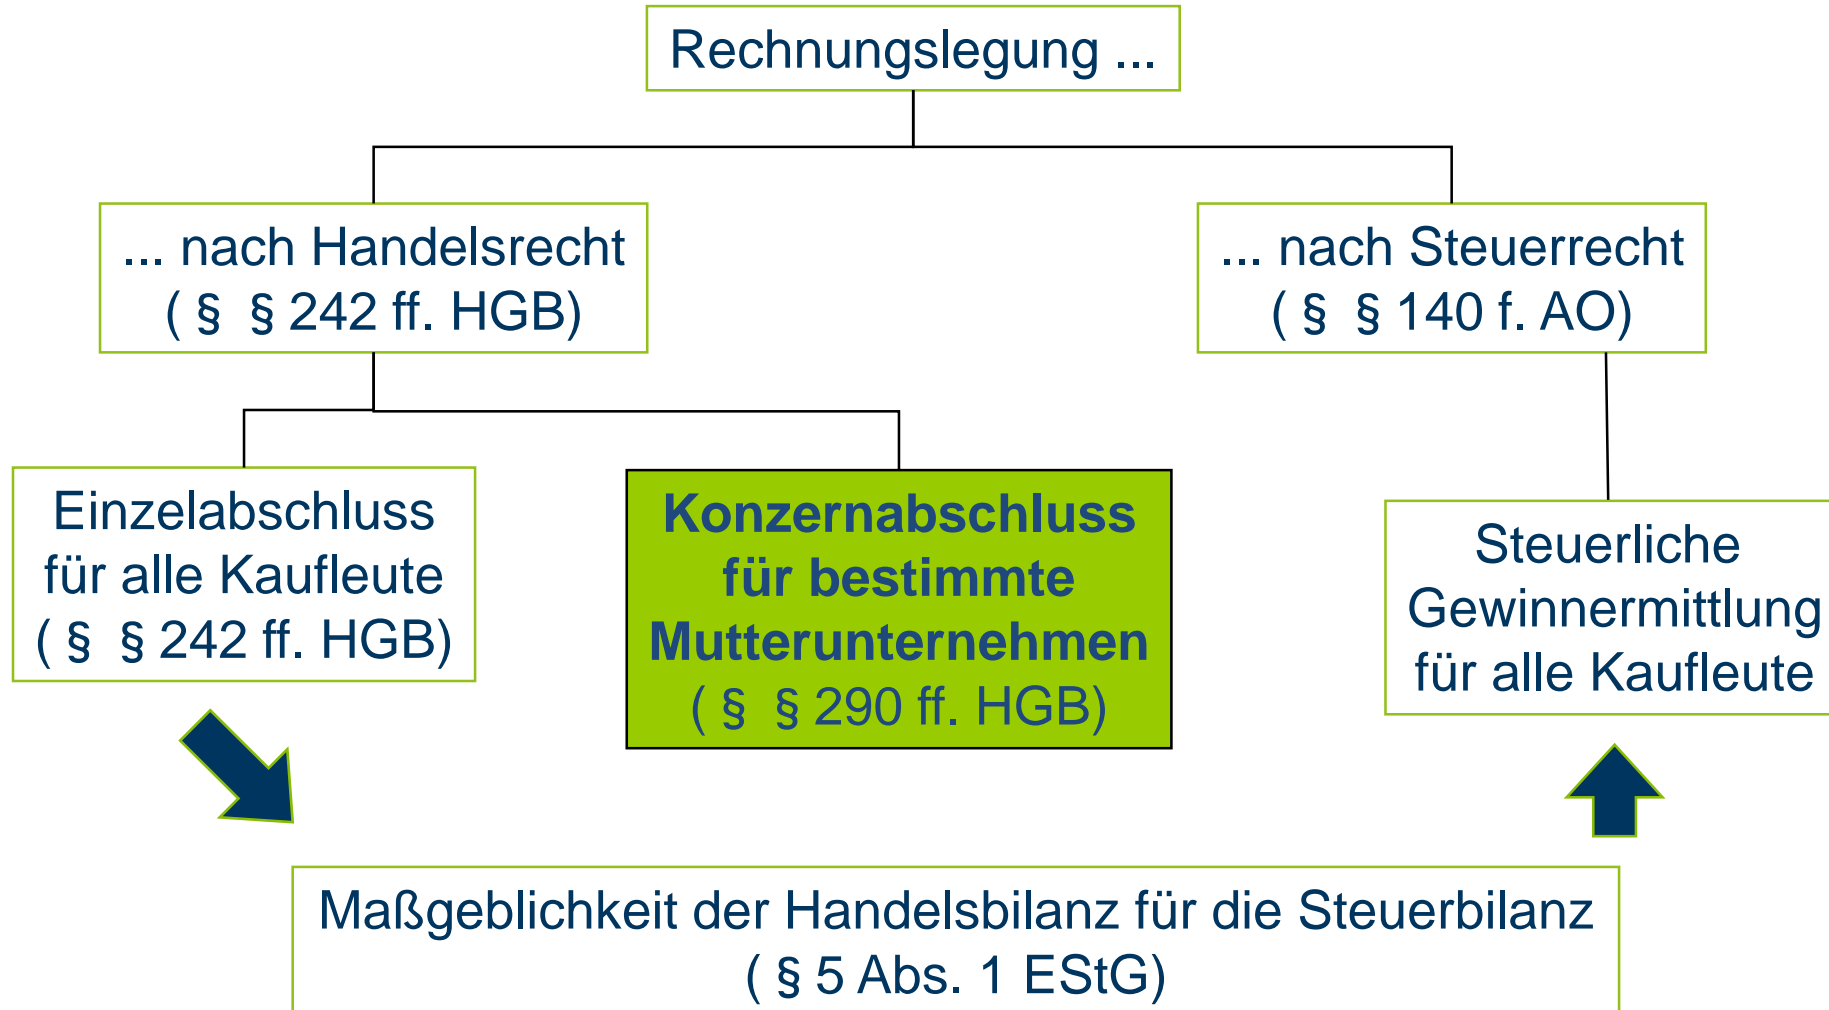 Rechnungslegung ...
... nach Handelsrecht
( § § 242 ff. HGB)
... nach Steuerrecht
( § § 140 f. AO)
Einzelabschluss
für alle Kaufleute
( § § 242 ff. HGB)
Konzernabschluss
für bestimmte
Mutterunternehmen
( § § 290 ff. HGB)
Steuerliche
Gewinnermittlung
für alle Kaufleute
Maßgeblichkeit der Handelsbilanz für die Steuerbilanz
( § 5 Abs. 1 EStG)